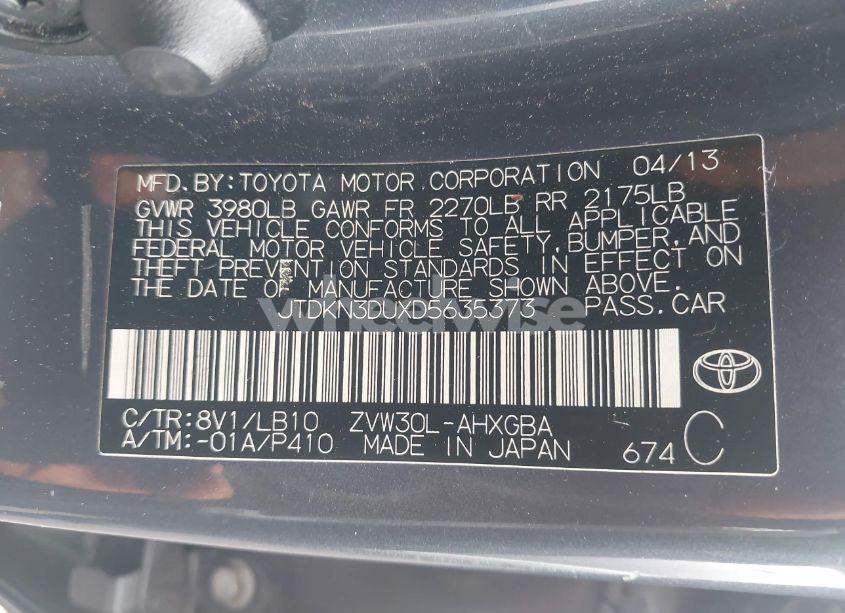 MFD. BY: TOYOTA MOTOR CORPORATION 04/13
GVWR 3980LB GAWR FR 2270LB RR 2175LB
THIS VEHICLE CONFORMS TO ALL APPLICABLE
FEDERAL MOTOR VEHICLE SAFETY, BUMPER, AND
THEFT PREVENTION STANDARDS IN EFFECT ON
THE DATE OF MANUFACTURE SHOWN ABOVE.
JTDKN3DUXD5635373 PASS. CAR
wheelwise
C/TR: 8V1/LB10 ZVW30L-AHXGBA
A/TM: -01A/P410 MADE IN JAPAN 674 C